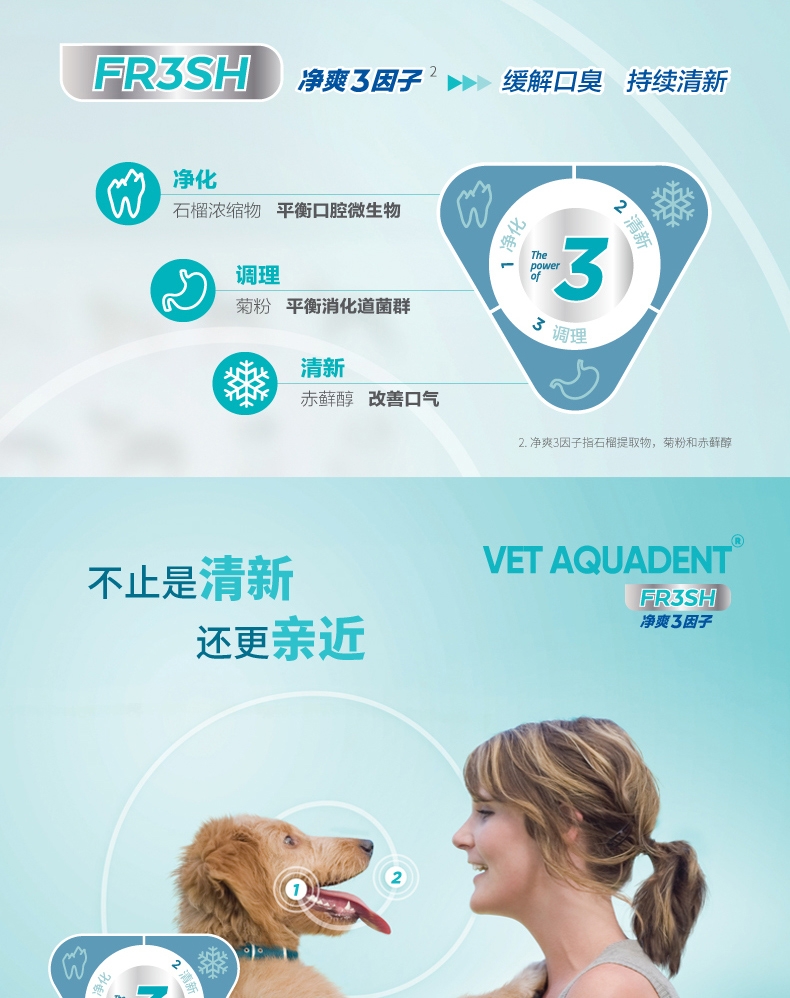 FR3SH 净爽3因子2 缓解口臭 持续清新
净化
石榴浓缩物 平衡口腔微生物
调理
菊粉 平衡消化道菌群
清新
赤藓醇 改善口气
1 净化
2 清新
The power of 3
3 调理
2. 净爽3因子指石榴提取物，菊粉和赤藓醇
不止是清新
还更亲近
VET AQUADENT®
FR3SH
净爽3因子
1
2
净化
2 清新
The
3